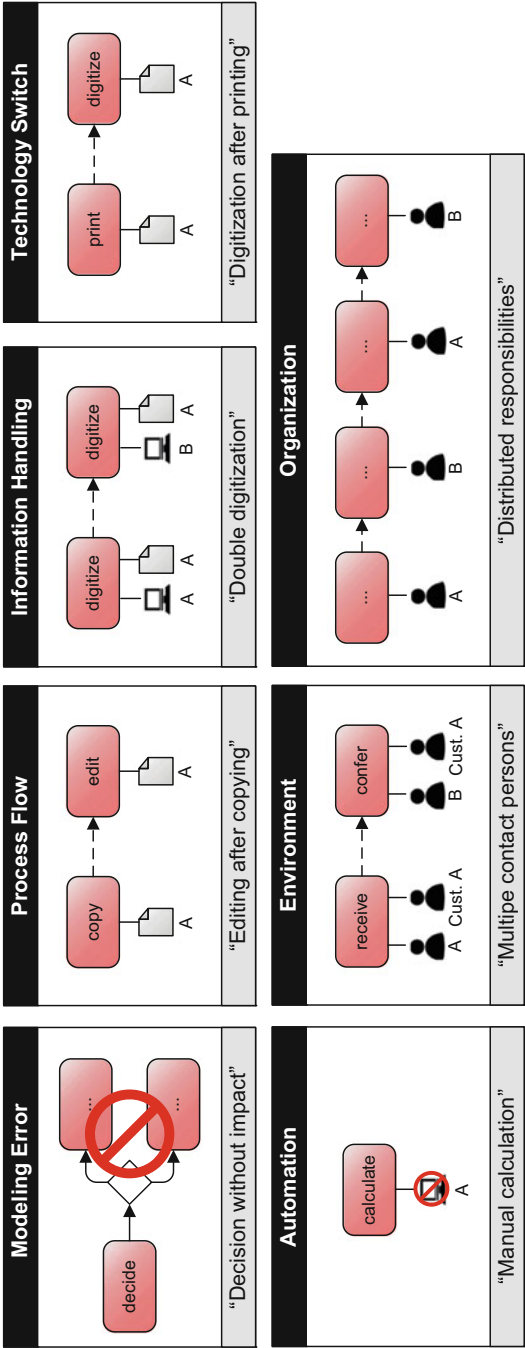 Modeling Error
decide
...
...
“Decision without impact”
Process Flow
copy
edit
A
A
“Editing after copying”
Information Handling
digitize
digitize
A
A
B
A
“Double digitization”
Technology Switch
print
digitize
A
A
“Digitization after printing”
Automation
calculate
A
“Manual calculation”
Environment
receive
confer
A
Cust. A
B
Cust. A
“Multipe contact persons”
Organization
...
...
...
...
A
B
A
B
“Distributed responsibilities”